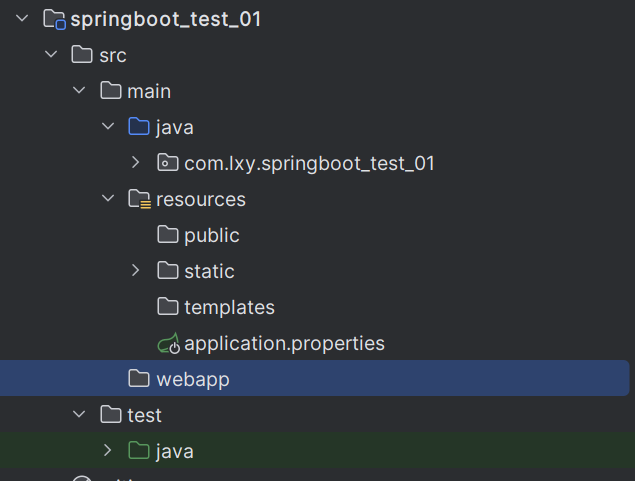 springboot_test_01
src
main
java
com.lxy.springboot_test_01
resources
public
static
templates
application.properties
webapp
test
java